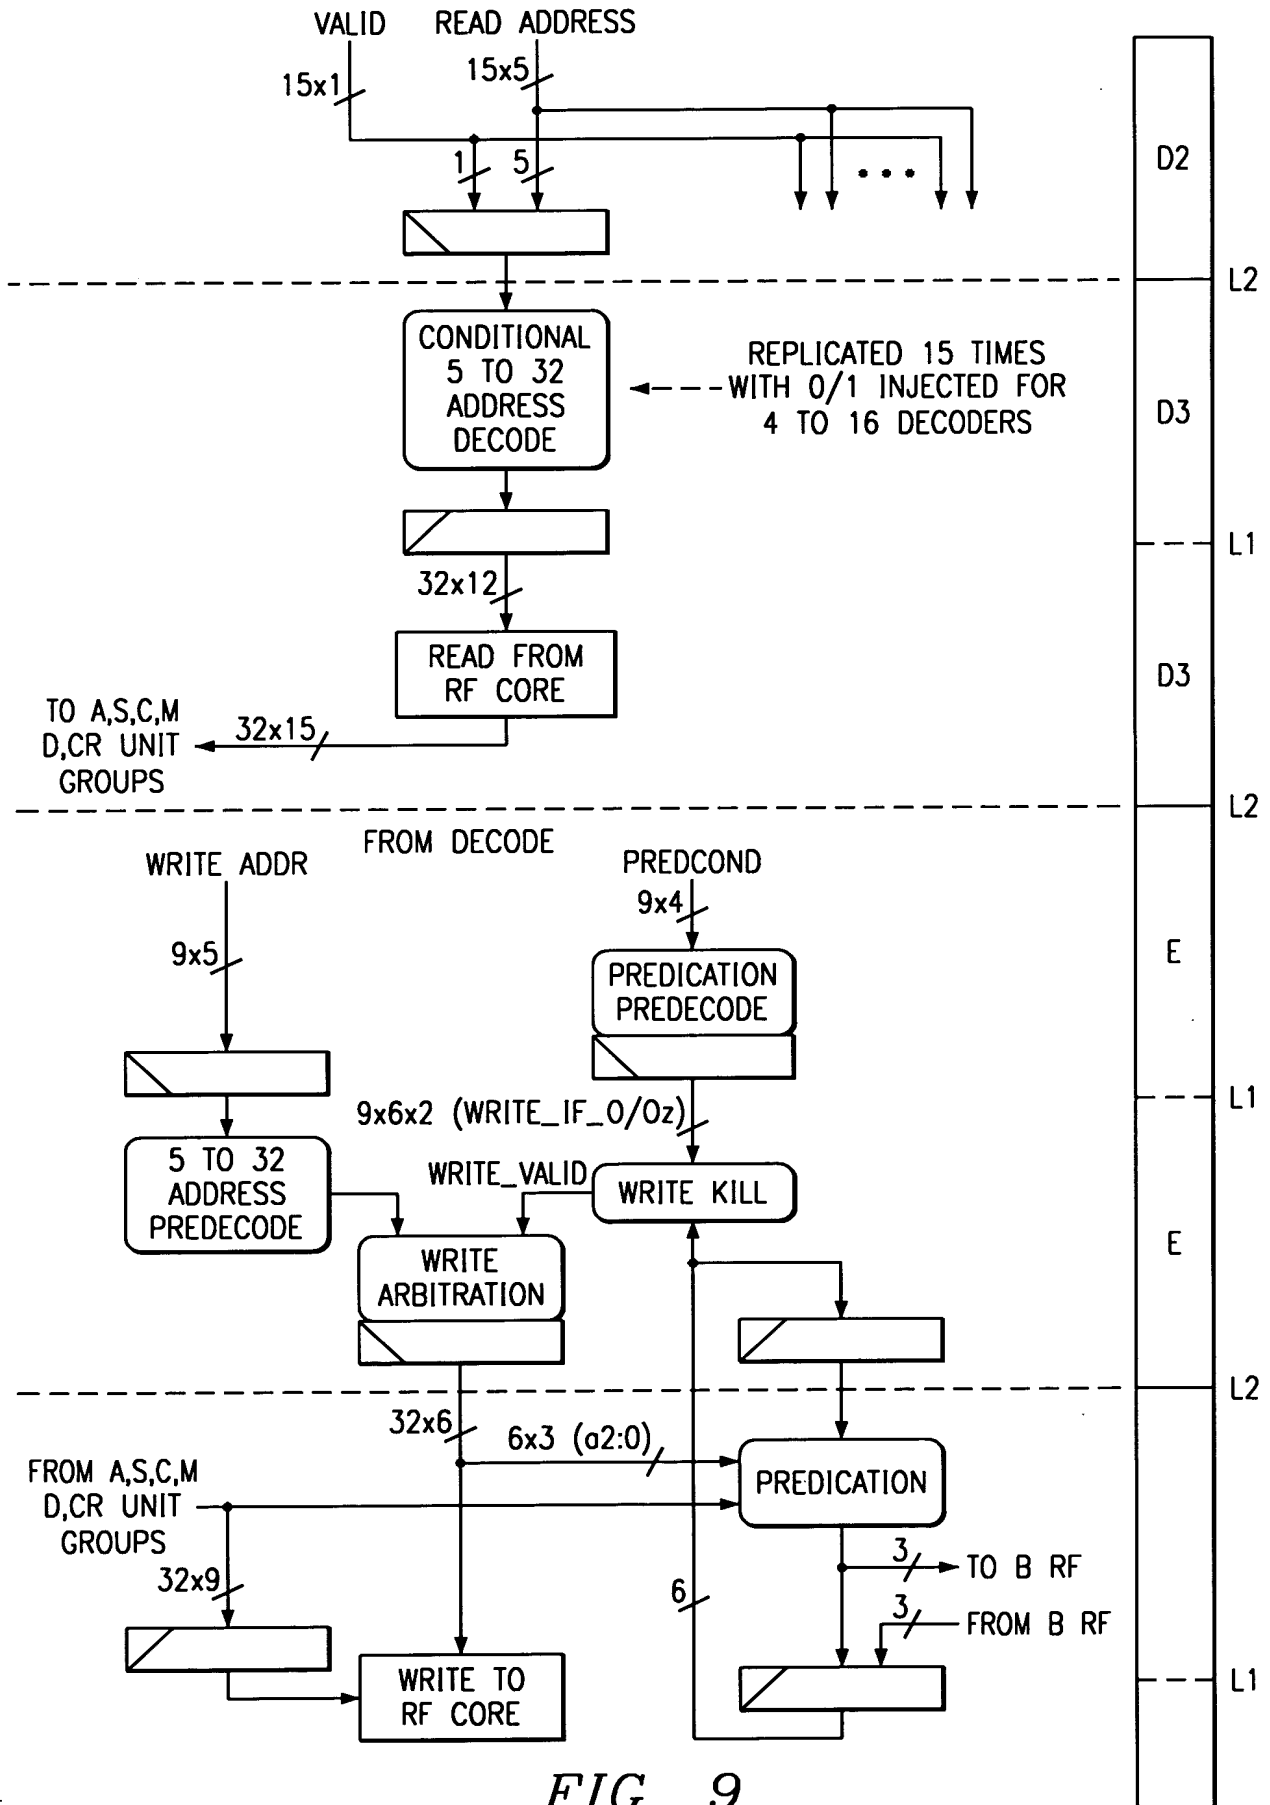 VALID READ ADDRESS
15x1
15x5
1
5
D2
L2
CONDITIONAL
5 TO 32
ADDRESS
DECODE
REPLICATED 15 TIMES
WITH 0/1 INJECTED FOR
4 TO 16 DECODERS
D3
L1
32x12
READ FROM
RF CORE
D3
TO A,S,C,M
D,CR UNIT
GROUPS
32x15
L2
FROM DECODE
WRITE ADDR
PREDCOND
9x4
9x5
PREDICATION
PREDECODE
E
L1
9x6x2 (WRITE_IF_0/0z)
5 TO 32
ADDRESS
PREDECODE
WRITE_VALID
WRITE KILL
WRITE
ARBITRATION
E
L2
32x6
6x3 (a2:0)
FROM A,S,C,M
D,CR UNIT
GROUPS
PREDICATION
32x9
6
3
TO B RF
3
FROM B RF
WRITE TO
RF CORE
L1
FIG 9